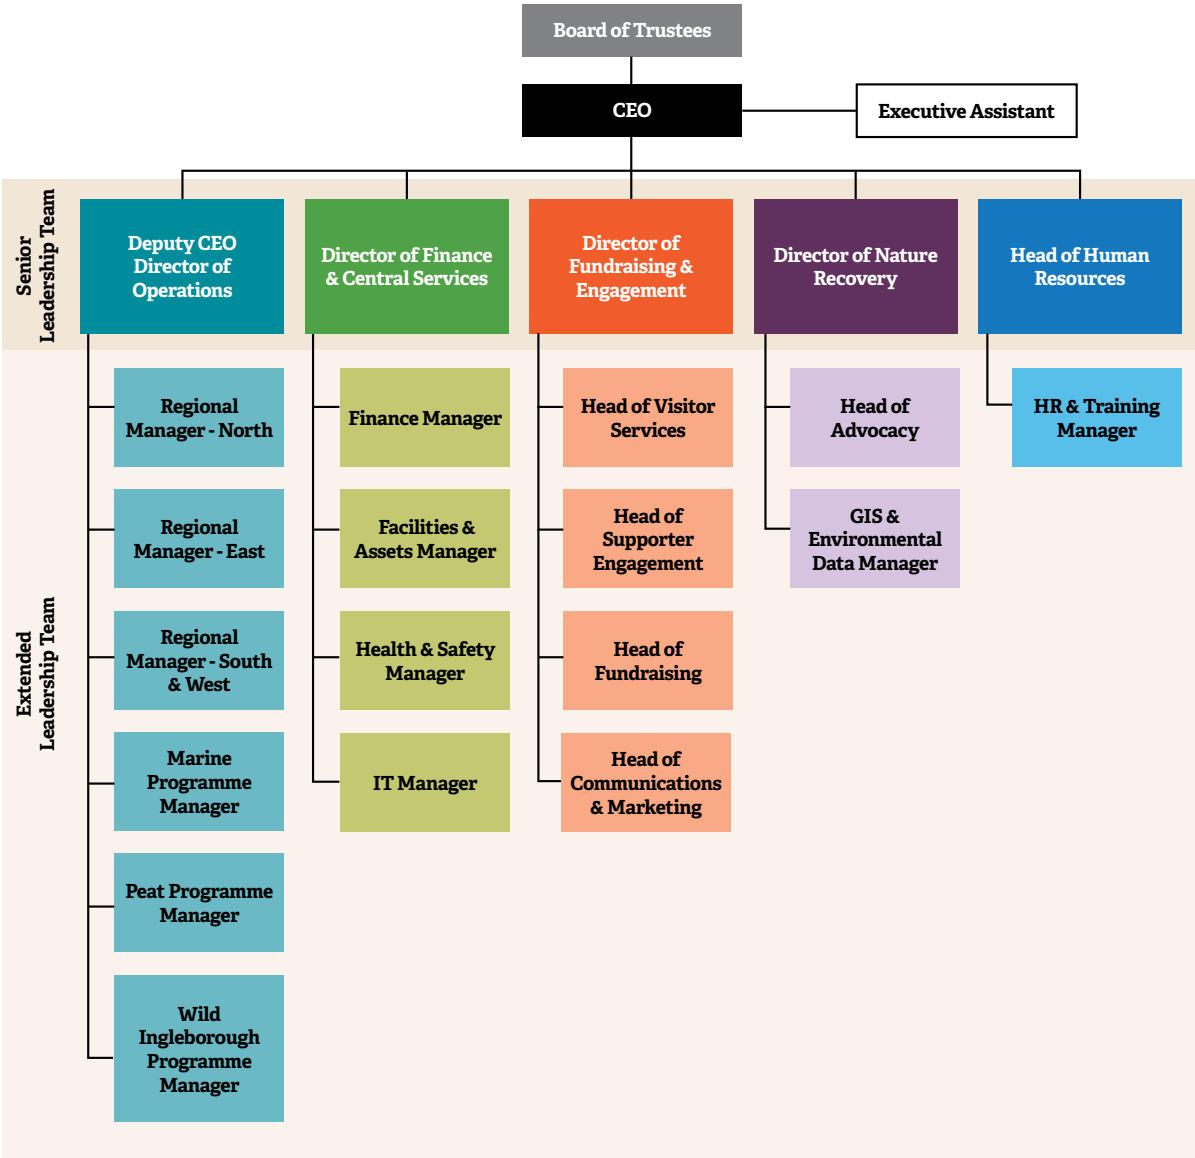 Board of Trustees
CEO
Executive Assistant
Senior
Leadership Team
Deputy CEO
Director of
Operations
Director of Finance
& Central Services
Director of
Fundraising &
Engagement
Director of Nature
Recovery
Head of Human
Resources
Extended
Leadership Team
Regional
Manager - North
Regional
Manager - East
Regional
Manager - South
& West
Marine
Programme
Manager
Peat Programme
Manager
Wild
Ingleborough
Programme
Manager
Finance Manager
Facilities &
Assets Manager
Health & Safety
Manager
IT Manager
Head of Visitor
Services
Head of
Supporter
Engagement
Head of
Fundraising
Head of
Communications
& Marketing
Head of
Advocacy
GIS &
Environmental
Data Manager
HR & Training
Manager